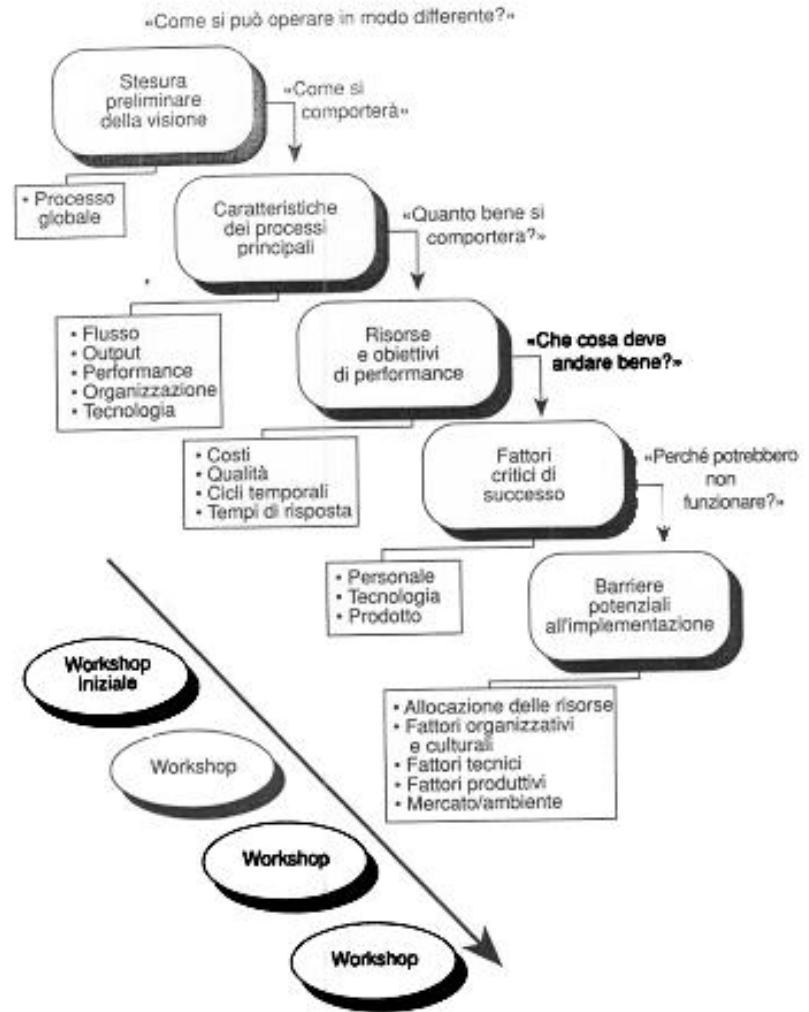 «Come si può operare in modo differente?»
Stesura
preliminare
della visione
«Come si
comporterà»
• Processo
globale
Caratteristiche
dei processi
principali
«Quanto bene si
comportera?»
• Flusso
• Output
• Performance
• Organizzazione
• Tecnologia
Risorse
e obiettivi
di performance
«Che cosa deve
andare bene?»
• Costi
• Qualità
• Cicli temporali
• Tempi di risposta
Fattori
critici di
successo
«Perché potrebbero
non
funzionare?»
• Personale
• Tecnologia
• Prodotto
Barriere
potenziali
all'implementazione
• Allocazione delle risorse
• Fattori organizzativi
e culturali
• Fattori tecnici
• Fattori produttivi
• Mercato/ambiente
Workshop
iniziale
Workshop
Workshop
Workshop